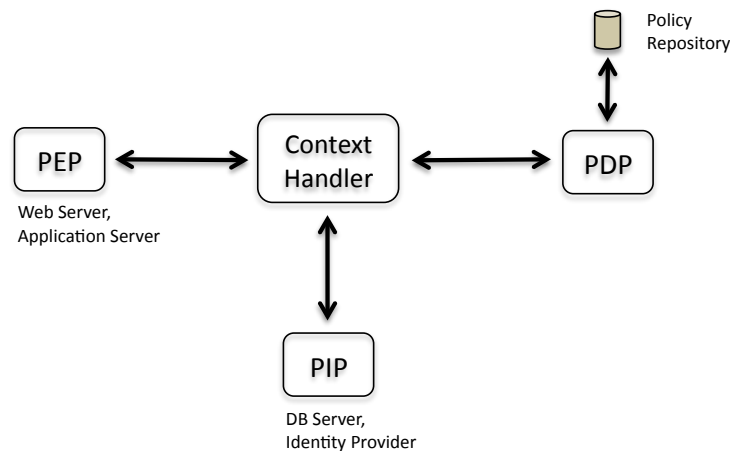 Policy
Repository
PEP
Context
Handler
PDP
Web Server,
Application Server
PIP
DB Server,
Identity Provider